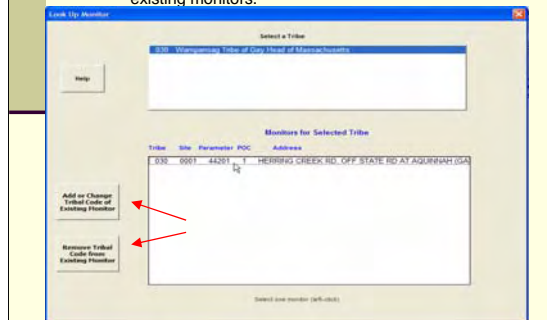 existing monitors.
Look Up Monitor
Select a Tribe
030 Wampanoag Tribe of Gay Head of Massachusetts
Help
Monitors for Selected Tribe
Tribe Site Parameter POC Address
030 0001 44201 1 HERRING CREEK RD, OFF STATE RD AT AQUINNAH (GA
Add or Change
Tribal Code of
Existing Monitor
Remove Tribal
Code from
Existing Monitor
Select one monitor (left-click)